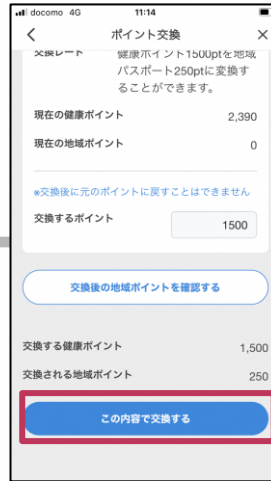 docomo 4G 11:14
ポイント交換
交換レート 健康ポイント1500ptを地域
パスポート250ptに変換す
ることができます。
現在の健康ポイント 2,390
現在の地域ポイント 0
※交換後に元のポイントに戻すことはできません
交換するポイント 1500
交換後の地域ポイントを確認する
交換する健康ポイント 1,500
交換される地域ポイント 250
この内容で交換する